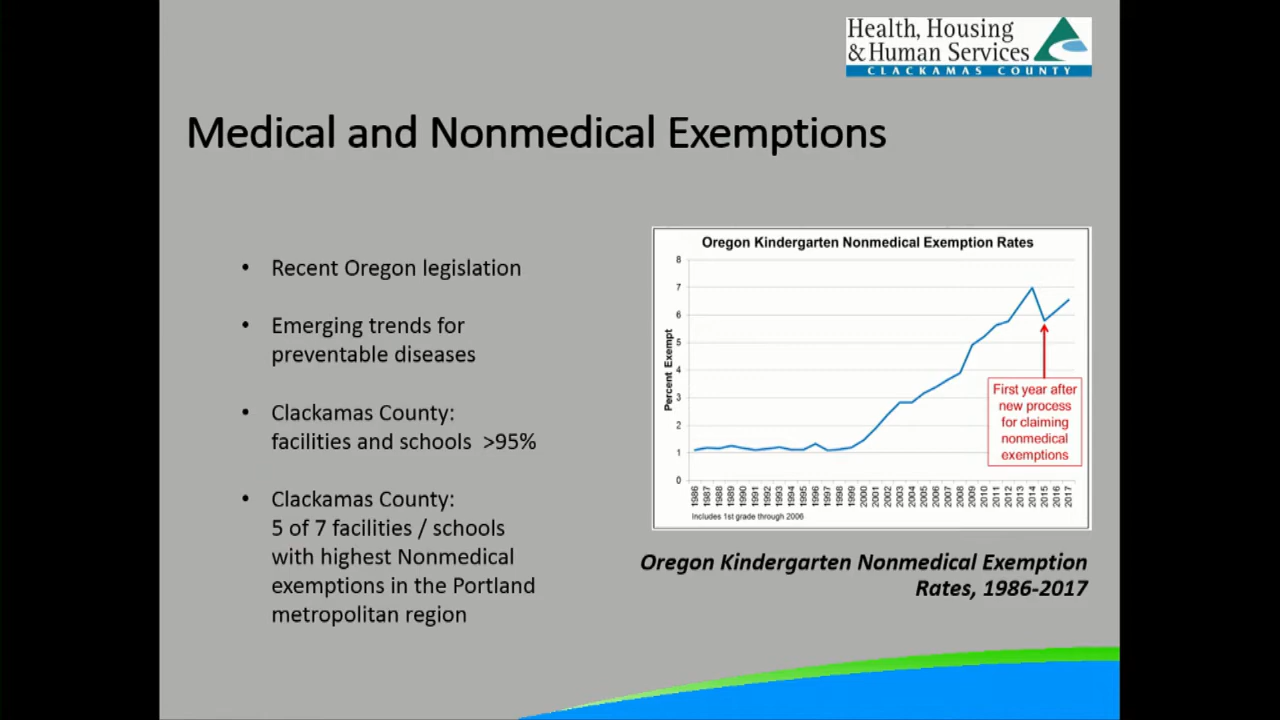 Health, Housing
& Human Services
CLACKAMAS COUNTY
Medical and Nonmedical Exemptions
• Recent Oregon legislation
• Emerging trends for
preventable diseases
• Clackamas County:
facilities and schools >95%
• Clackamas County:
5 of 7 facilities / schools
with highest Nonmedical
exemptions in the Portland
metropolitan region
Oregon Kindergarten Nonmedical Exemption Rates
Percent Exempt
8
7
6
5
4
3
2
1
0
First year after
new process
for claiming
nonmedical
exemptions
1986 1987 1988 1989 1990 1991 1992 1993 1994 1995 1996 1997 1998 1999 2000 2001 2002 2003 2004 2005 2006 2007 2008 2009 2010 2011 2012 2013 2014 2015 2016 2017
Includes 1st grade through 2006
Oregon Kindergarten Nonmedical Exemption
Rates, 1986-2017